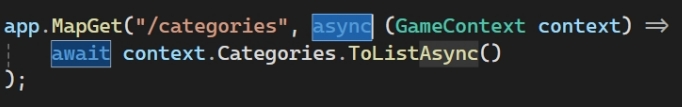 app.MapGet("/categories", async (GameContext context) =>
    await context.Categories.ToListAsync()
);